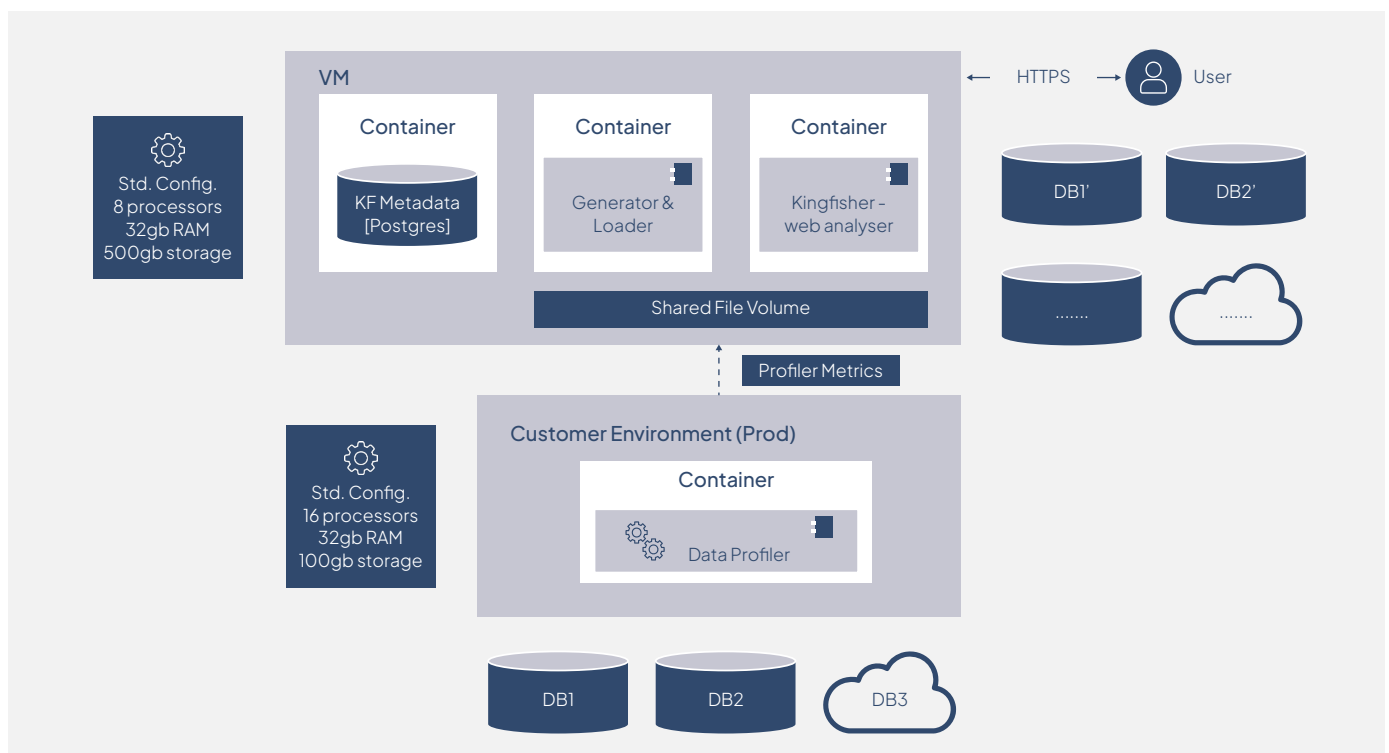 VM
HTTPS
User
Container
Container
Container
Std. Config.
8 processors
32gb RAM
500gb storage
KF Metadata
[Postgres]
Generator &
Loader
Kingfisher -
web analyser
DB1'
DB2'
Shared File Volume
.......
.......
Profiler Metrics
Customer Environment (Prod)
Std. Config.
16 processors
32gb RAM
100gb storage
Container
Data Profiler
DB1
DB2
DB3